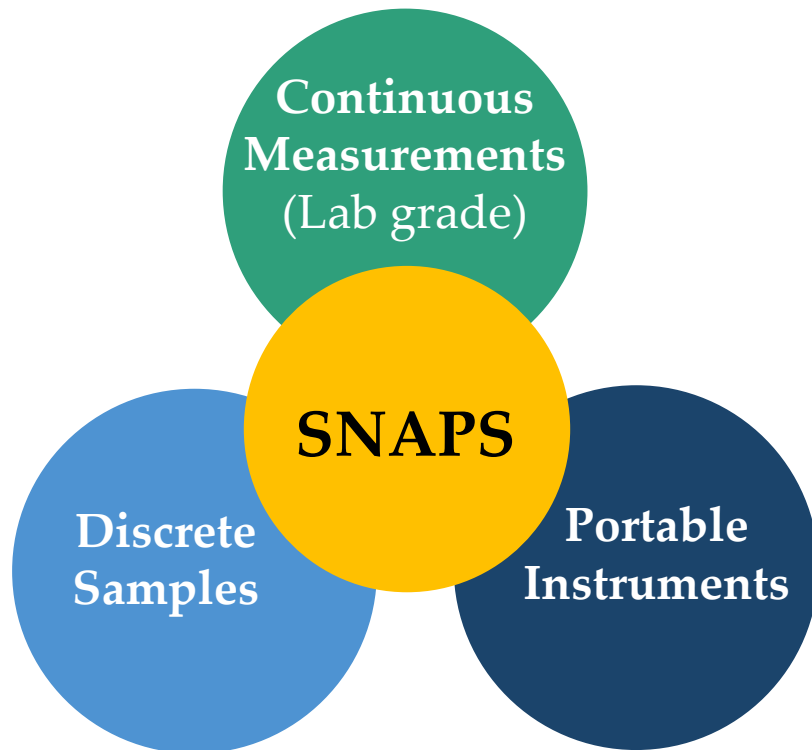 Continuous
Measurements
(Lab grade)
SNAPS
Discrete
Samples
Portable
Instruments